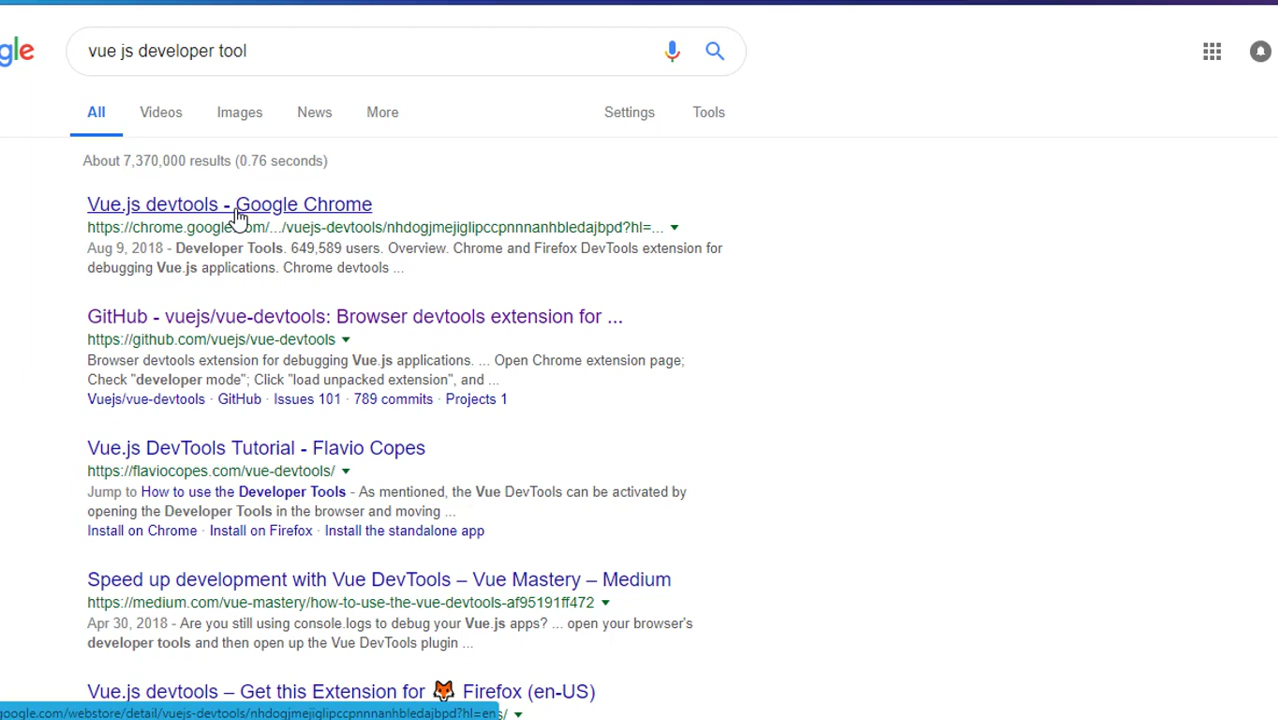 gle
vue js developer tool
All Videos Images News More Settings Tools
About 7,370,000 results (0.76 seconds)
Vue.js devtools - Google Chrome
https://chrome.google.com/.../vuejs-devtools/nhdogjmejiglipccpnnnanhbledajbpd?hl=...
Aug 9, 2018 - Developer Tools. 649,589 users. Overview. Chrome and Firefox DevTools extension for
debugging Vue.js applications. Chrome devtools ...
GitHub - vuejs/vue-devtools: Browser devtools extension for ...
https://github.com/vuejs/vue-devtools
Browser devtools extension for debugging Vue.js applications. ... Open Chrome extension page;
Check "developer mode"; Click "load unpacked extension", and ...
Vuejs/vue-devtools · GitHub · Issues 101 · 789 commits · Projects 1
Vue.js DevTools Tutorial - Flavio Copes
https://flaviocopes.com/vue-devtools/
Jump to How to use the Developer Tools - As mentioned, the Vue DevTools can be activated by
opening the Developer Tools in the browser and moving ...
Install on Chrome · Install on Firefox · Install the standalone app
Speed up development with Vue DevTools – Vue Mastery – Medium
https://medium.com/vue-mastery/how-to-use-the-vue-devtools-af95191ff472
Apr 30, 2018 - Are you still using console.logs to debug your Vue.js apps? ... open your browser's
developer tools and then open up the Vue DevTools plugin ...
Vue.js devtools – Get this Extension for 🦊 Firefox (en-US)
google.com/webstore/detail/vuejs-devtools/nhdogjmejiglipccpnnnanhbledajbpd?hl=en